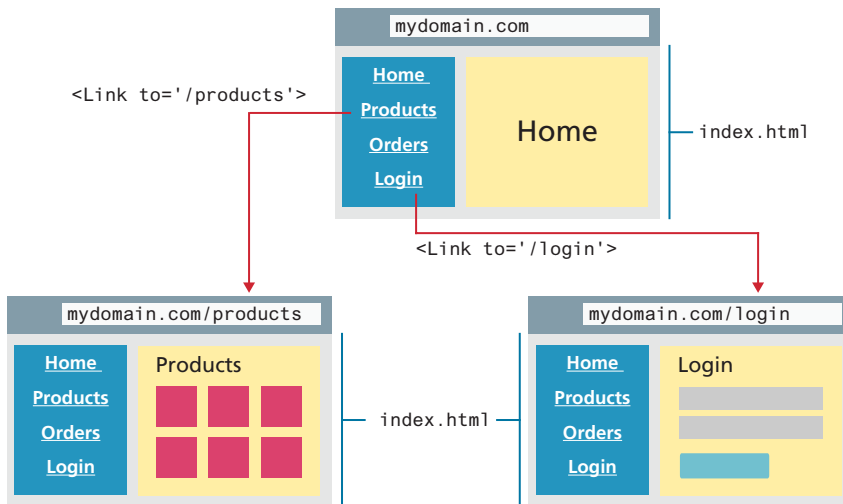 mydomain.com
<Link to='/products'>
Home
Products
Orders
Login
Home
index.html
<Link to='/login'>
mydomain.com/products
Home
Products
Orders
Login
Products
index.html
mydomain.com/login
Home
Products
Orders
Login
Login